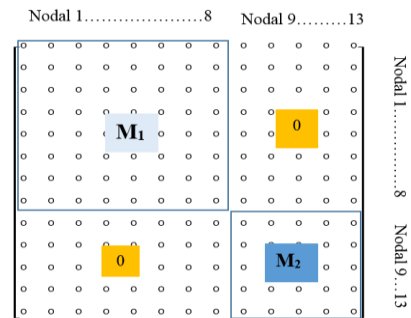 Nodal 1.....................8
Nodal 9.........13
M₁
0
Nodal 1..............8
0
M₂
Nodal 9...13